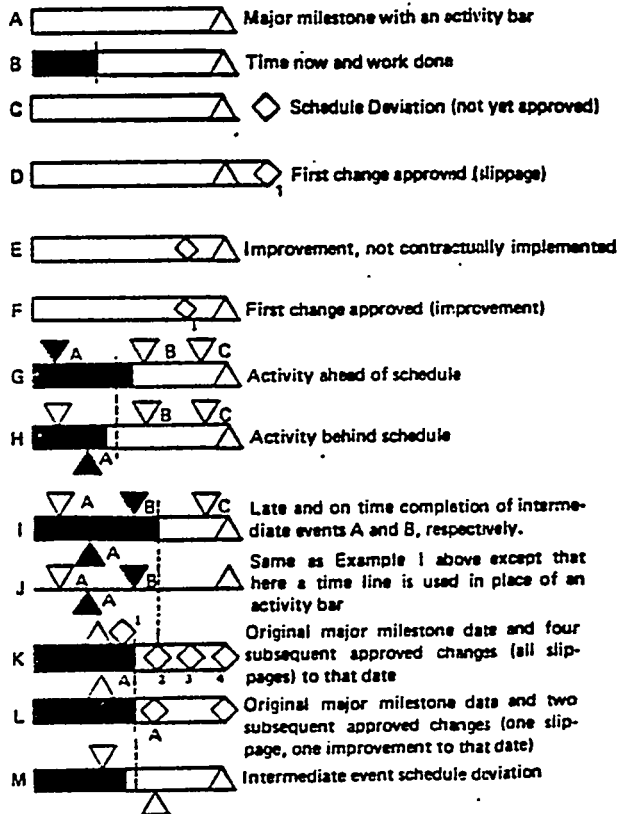 A Major milestone with an activity bar
B Time now and work done
C Schedule Deviation (not yet approved)
D First change approved (slippage)
1
E Improvement, not contractually implemented
F First change approved (improvement)
1
A B C
G Activity ahead of schedule
B C
H Activity behind schedule
A
A B C
I Late and on time completion of interme-
diate events A and B, respectively.
A
J Same as Example I above except that
A B
here a time line is used in place of an
A
activity bar
1
Original major milestone date and four
K subsequent approved changes (all slip-
A 2 3 4
pages) to that date
L Original major milestone data and two
subsequent approved changes (one slip-
A
page, one improvement to that date)
M Intermediate event schedule deviation